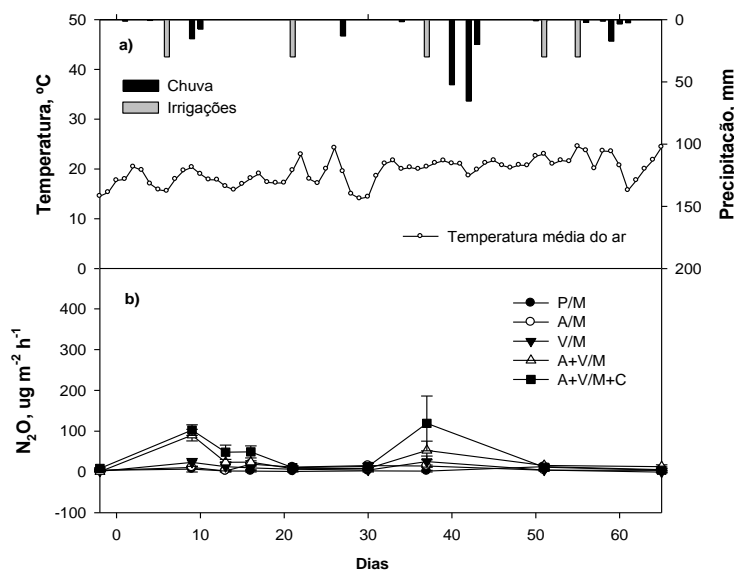 50
40
30
20
10
0
Temperatura, ºC
a)
Chuva
Irrigações
Temperatura média do ar
0
50
100
150
200
Precipitação, mm
400
300
200
100
0
-100
N₂O, ug m⁻² h⁻¹
b)
P/M
A/M
V/M
A+V/M
A+V/M+C
0
10
20
30
40
50
60
Dias